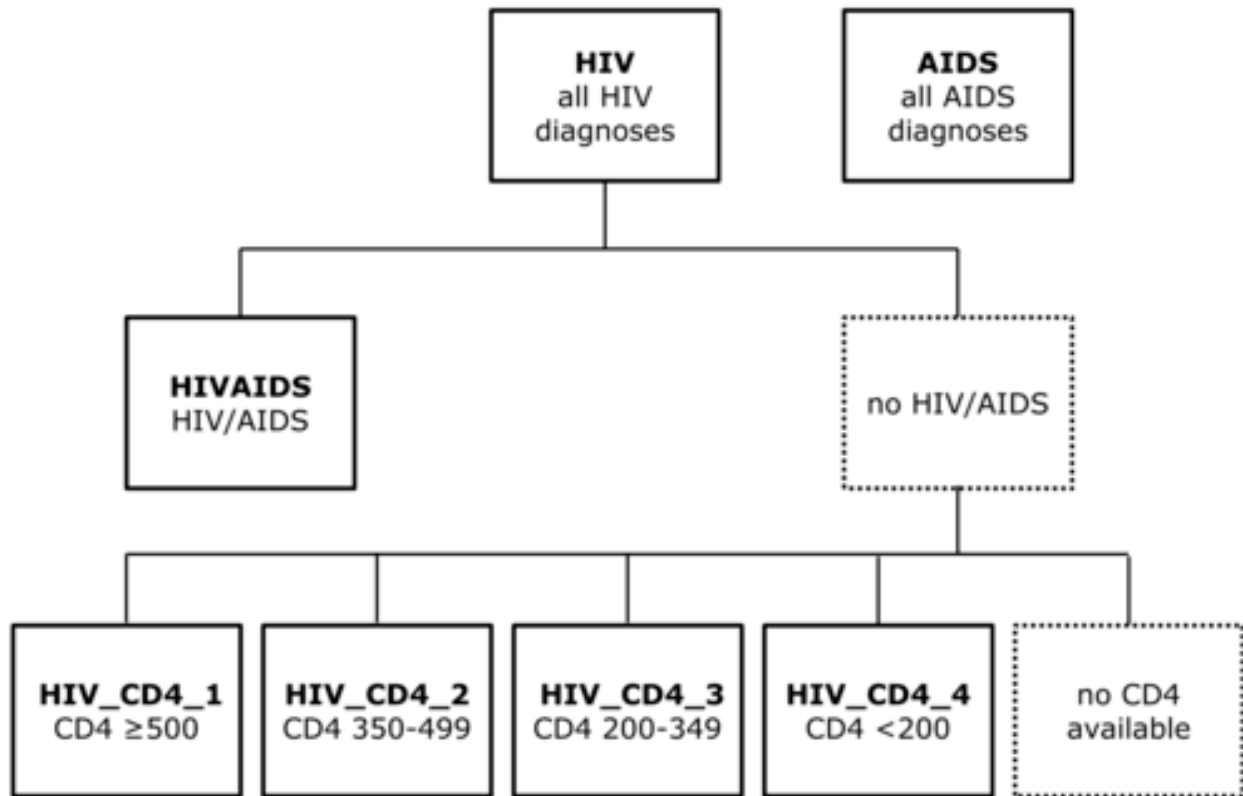 HIV
all HIV
diagnoses
AIDS
all AIDS
diagnoses
HIVAIDS
HIV/AIDS
no HIV/AIDS
HIV_CD4_1
CD4 ≥500
HIV_CD4_2
CD4 350-499
HIV_CD4_3
CD4 200-349
HIV_CD4_4
CD4 <200
no CD4
available